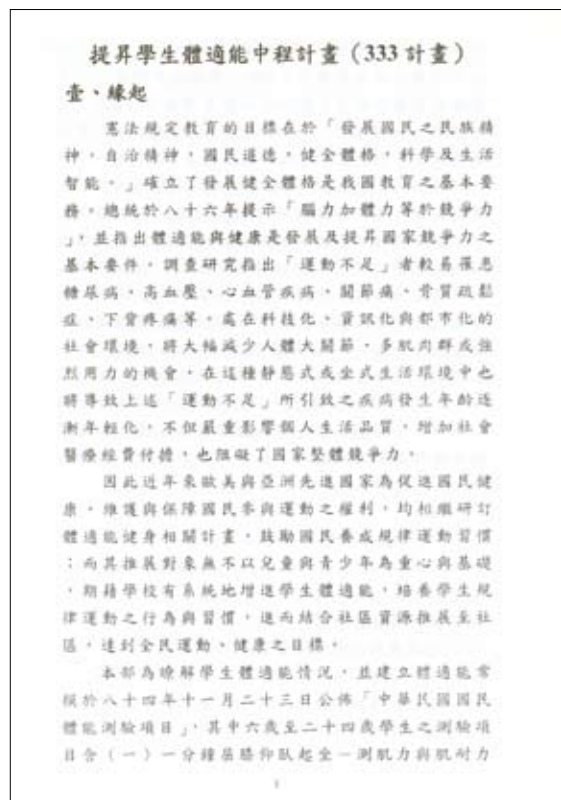 提昇學生體適能中程計畫（333 計畫）
壹、緣起
憲法規定教育的目標在於「發展國民之民族精
神，自治精神，國民道德，健全體格，科學及生活
智能。」確立了發展健全體格是我國教育之基本要
務。總統於八十六年提示「腦力加體力等於競爭力
」，並指出體適能與健康是發展及提昇國家競爭力之
基本要件。調查研究指出「運動不足」者較易罹患
糖尿病、高血壓、心血管疾病、關節痛、骨質疏鬆
症、下背疼痛等。處在科技化、資訊化與都市化的
社會環境，將大幅減少人體大關節、多肌肉群或強
烈用力的機會，在這種靜態式或坐式生活環境中也
將導致上述「運動不足」所引致之疾病發生年齡逐
漸年輕化，不但嚴重影響個人生活品質，增加社會
醫療經費付擔，也阻礙了國家整體競爭力。
因此近年來歐美與亞洲先進國家為促進國民健
康，維護與保障國民參與運動之權利，均相繼研訂
體適能健身相關計畫，鼓勵國民養成規律運動習慣
；而其推展對象無不以兒童與青少年為重心與基礎
，期藉學校有系統地增進學生體適能，培養學生規
律運動之行為與習慣，進而結合社區資源推展至社
區，達到全民運動、健康之目標。
本部為瞭解學生體適能情況，並建立體適能常
模於八十四年十一月二十三日公佈「中華民國國民
體能測驗項目」，其中六歲至二十四歲學生之測驗項
目含（一）一分鐘屈膝仰臥起坐－測肌力與肌耐力
1